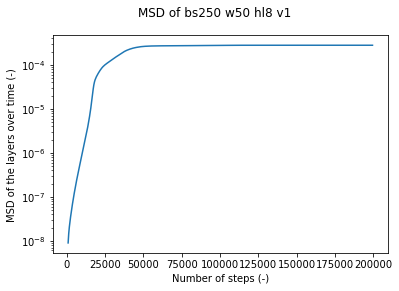 MSD of bs250 w50 hl8 v1
MSD of the layers over time (-)
10⁻⁴
10⁻⁵
10⁻⁶
10⁻⁷
10⁻⁸
0 25000 50000 75000 100000 125000 150000 175000 200000
Number of steps (-)